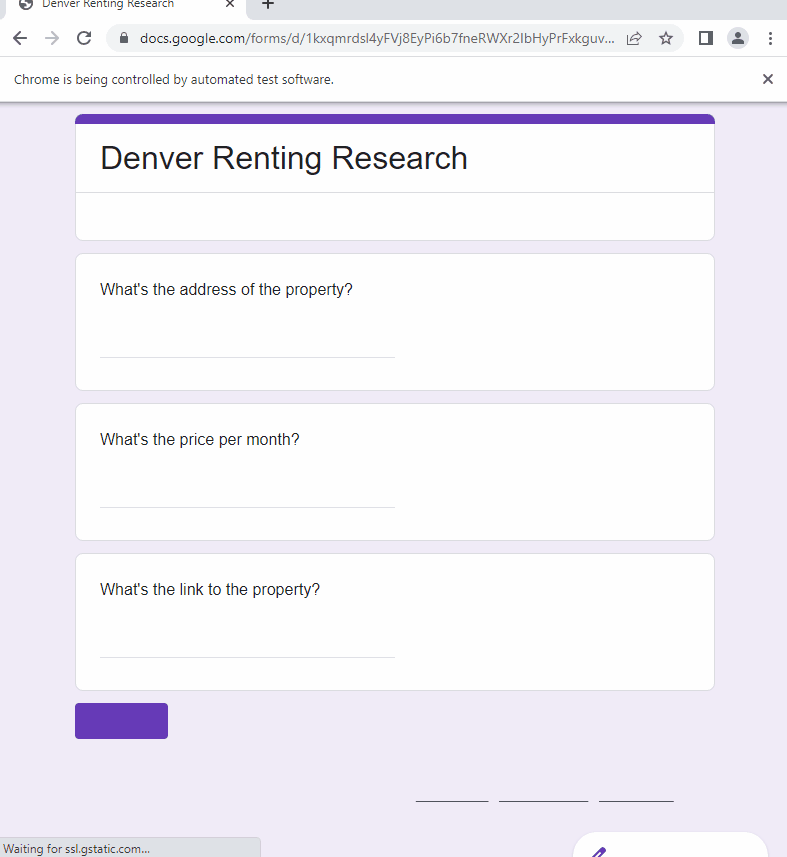 Denver Renting Research
docs.google.com/forms/d/1kxqmrdsl4yFVj8EyPi6b7fneRWXr2IbHyPrFxkguv...
Chrome is being controlled by automated test software.
Denver Renting Research
What's the address of the property?
What's the price per month?
What's the link to the property?
Waiting for ssl.gstatic.com...